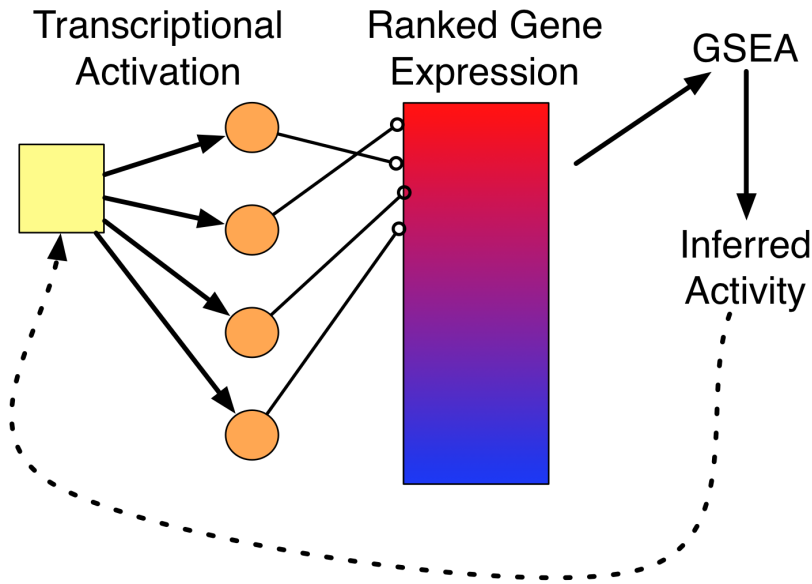 Transcriptional
Activation
Ranked Gene
Expression
GSEA
Inferred
Activity